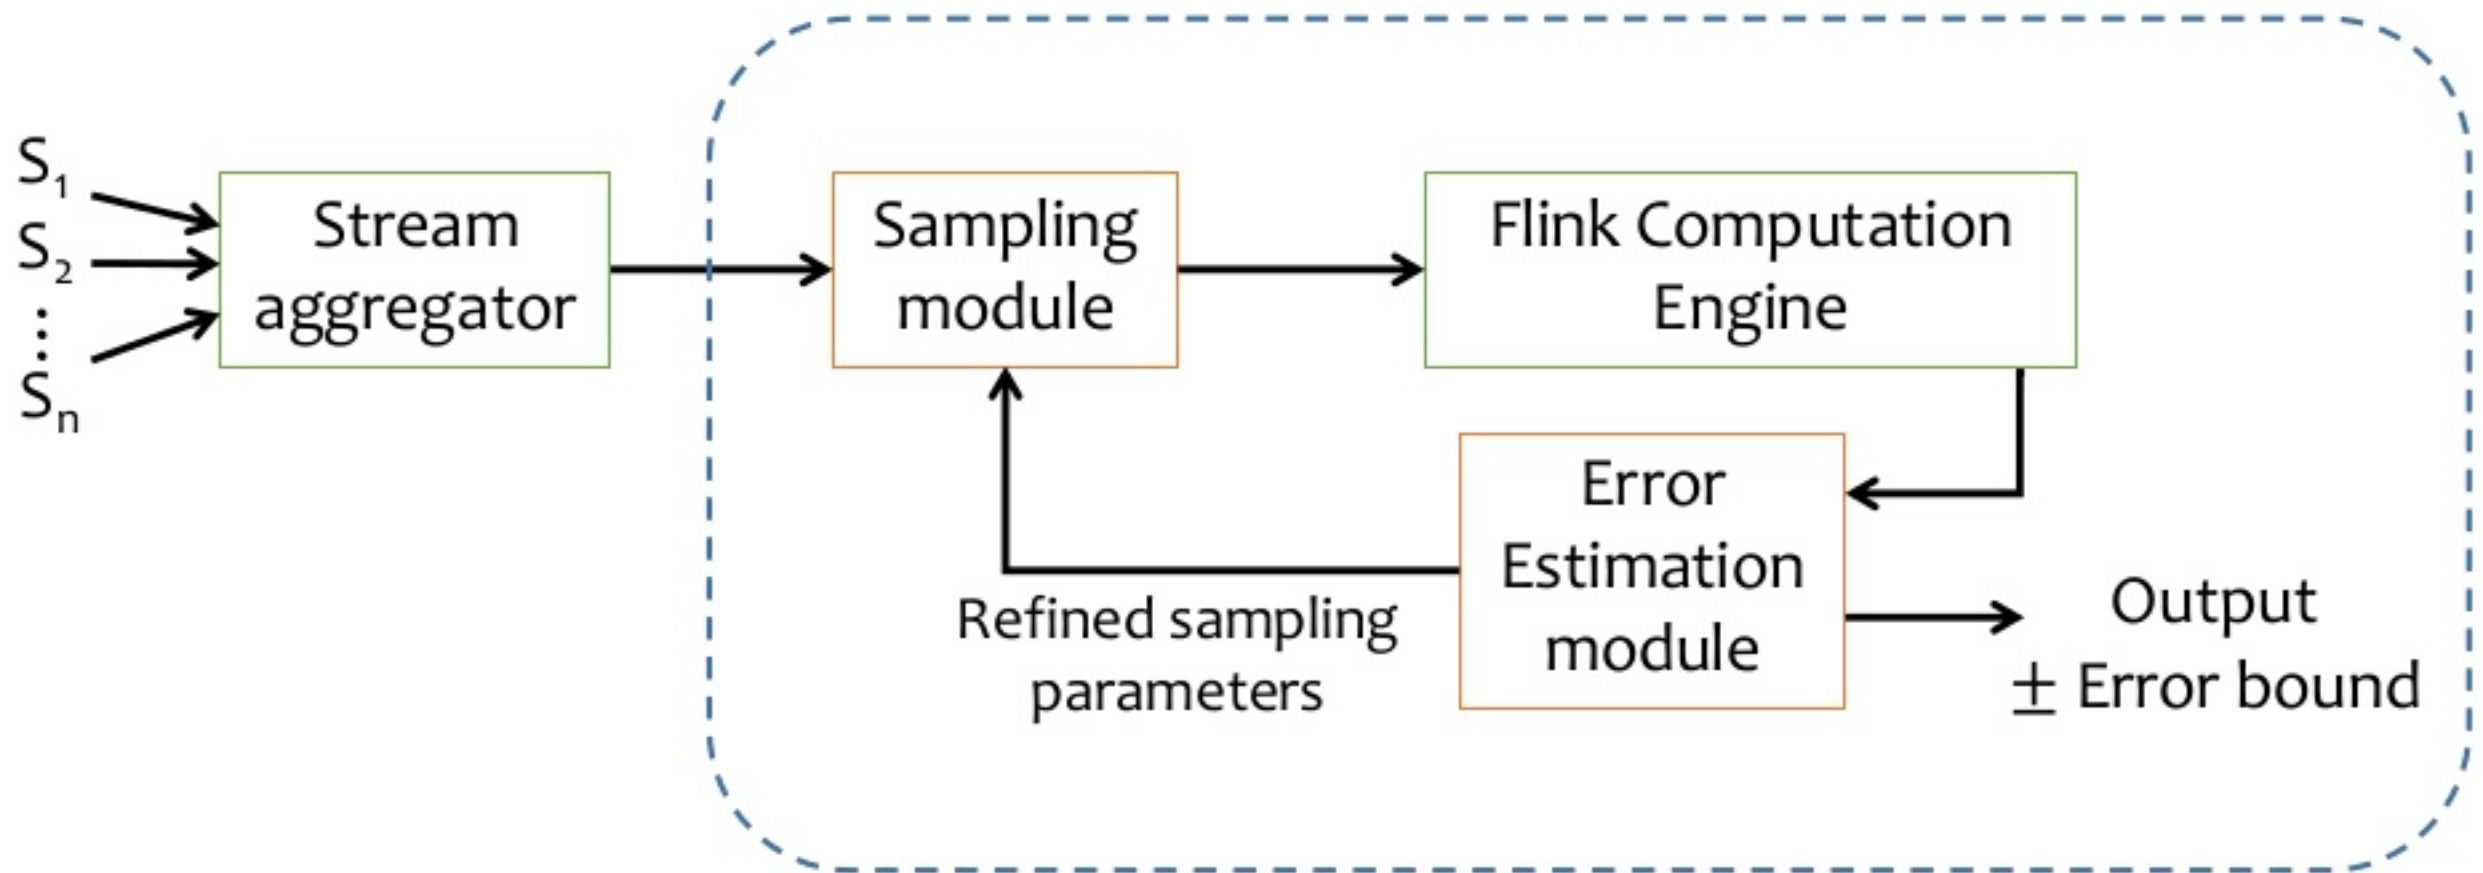 S1
S2
⋮
Sn
Stream
aggregator
Sampling
module
Flink Computation
Engine
Error
Estimation
module
Refined sampling
parameters
Output
± Error bound